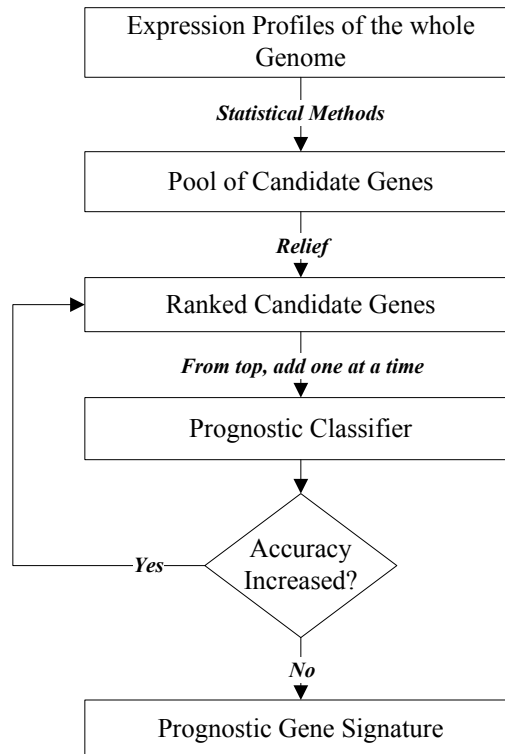 Expression Profiles of the whole
Genome
Statistical Methods
Pool of Candidate Genes
Relief
Ranked Candidate Genes
From top, add one at a time
Prognostic Classifier
Accuracy
Increased?
Yes
No
Prognostic Gene Signature